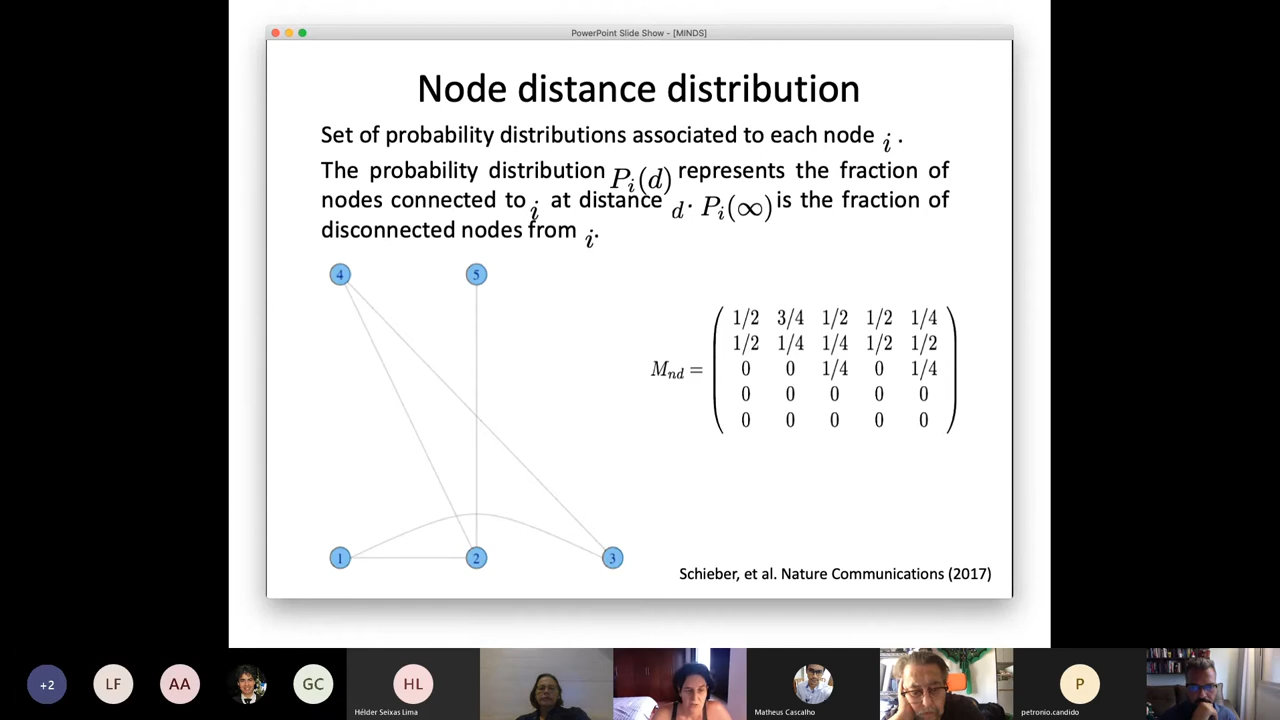 PowerPoint Slide Show - [MINDS]
Node distance distribution
Set of probability distributions associated to each node i .
The probability distribution P_i(d) represents the fraction of
nodes connected to i at distance d. P_i(∞) is the fraction of
disconnected nodes from i.
4 5
1/2 3/4 1/2 1/2 1/4
1/2 1/4 1/4 1/2 1/2
M_nd = 0 0 1/4 0 1/4
0 0 0 0 0
0 0 0 0 0
1 2 3
Schieber, et al. Nature Communications (2017)
+2 LF AA GC HL P
Hélder Seixas Lima Matheus Cascalho petronio.candido